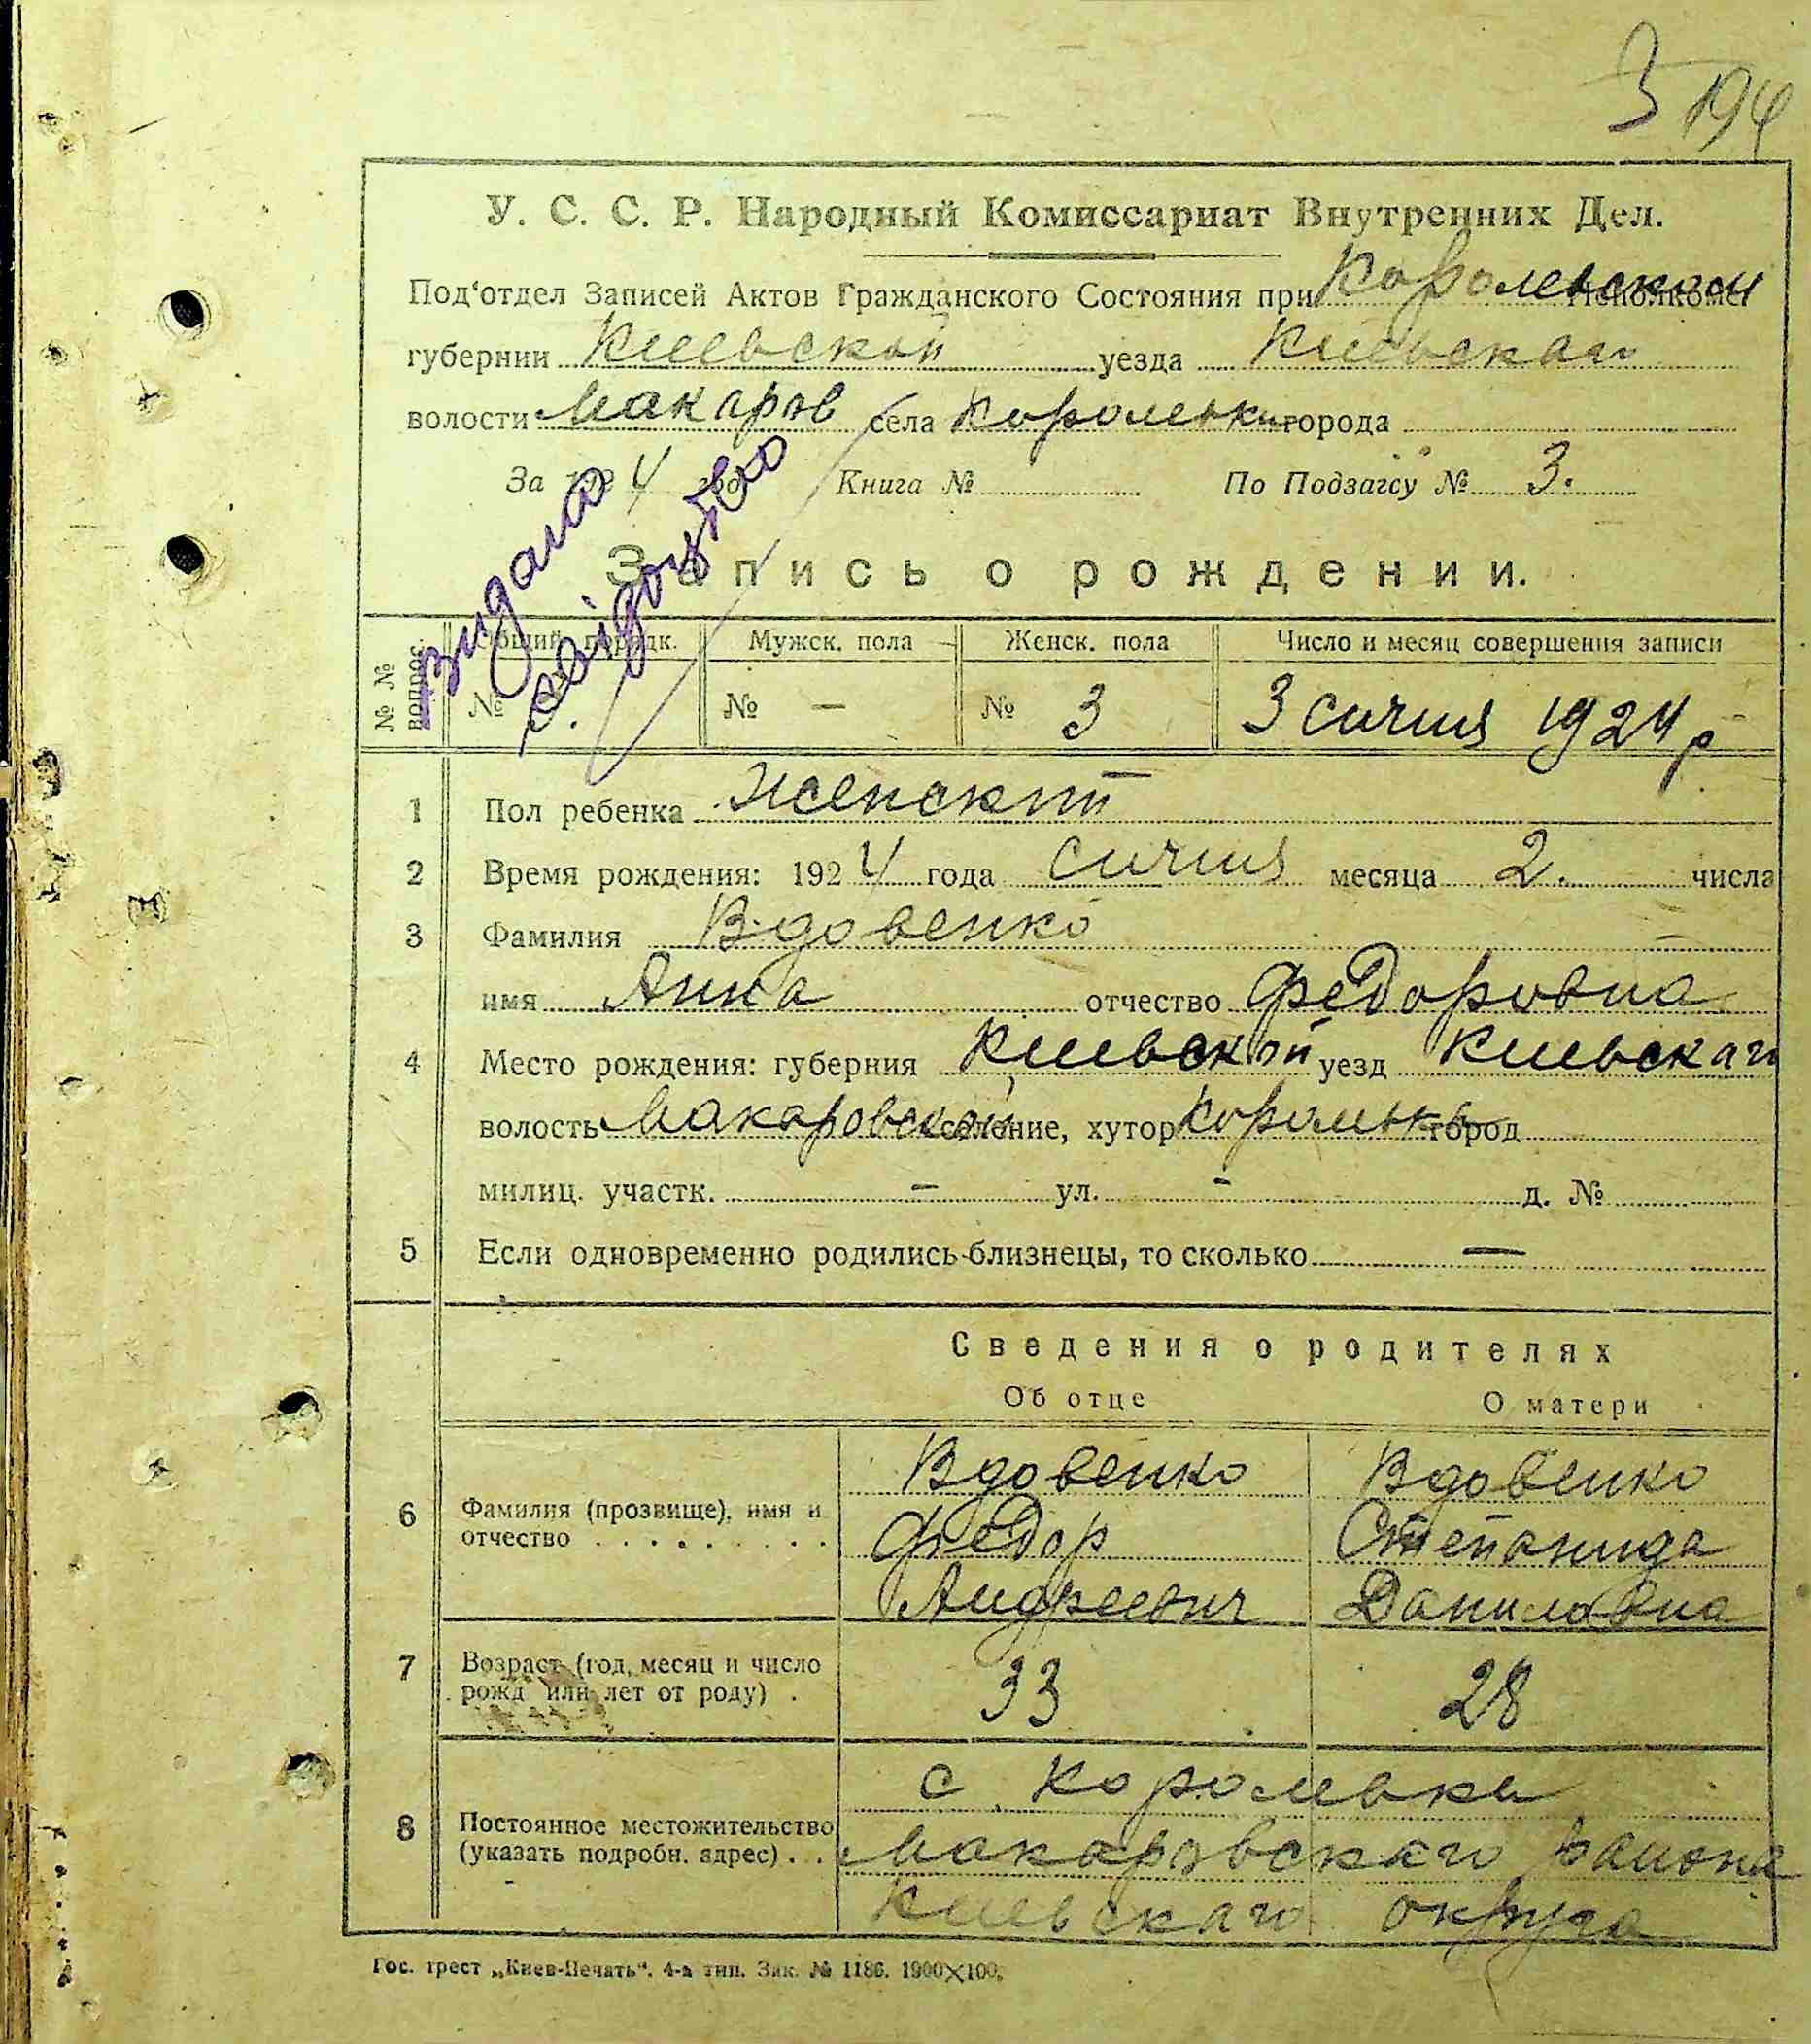 3 194
У. С. С. Р. Народный Комиссариат Внутренних Дел.
Под‘отдел Записей Актов Гражданского Состояния при Королевском Исполкоме
губернии Киевской уезда Киевскаго
волости Макаров села Королевки города
За 1924 год Книга № По Подзагсу № 3.
видано
свідоцтво
Запись о рождении.
№ № вопрос. Общий порядк. Мужск. пола Женск. пола Число и месяц совершения записи
№ № — № 3 3 сичня 1924 р
1 Пол ребенка женский
2 Время рождения: 1924 года сичня месяца 2. числа
3 Фамилия Вдовенко
имя Анна отчество Федоровна
4 Место рождения: губерния Киевской уезд Киевскаго
волость Макаровской селение, хутор Королевка город
милиц. участк. — ул. - д. №
5 Если одновременно родились близнецы, то сколько —
Сведения о родителях
Об отце О матери
6 Фамилия (прозвище), имя и отчество . . . . . . . . .
Вдовенко Вдовенко
Федор Степанида
Андреевич Даниловна
7 Возраст (год, месяц и число рожд или лет от роду) . 33 28
8 Постоянное местожительство (указать подробн. адрес) . . .
с Королевки
Макаровскаго района
Киевскаго округа
Гос. трест „Киев-Печать“. 4-а тип. Зак. № 1186. 1900×100.